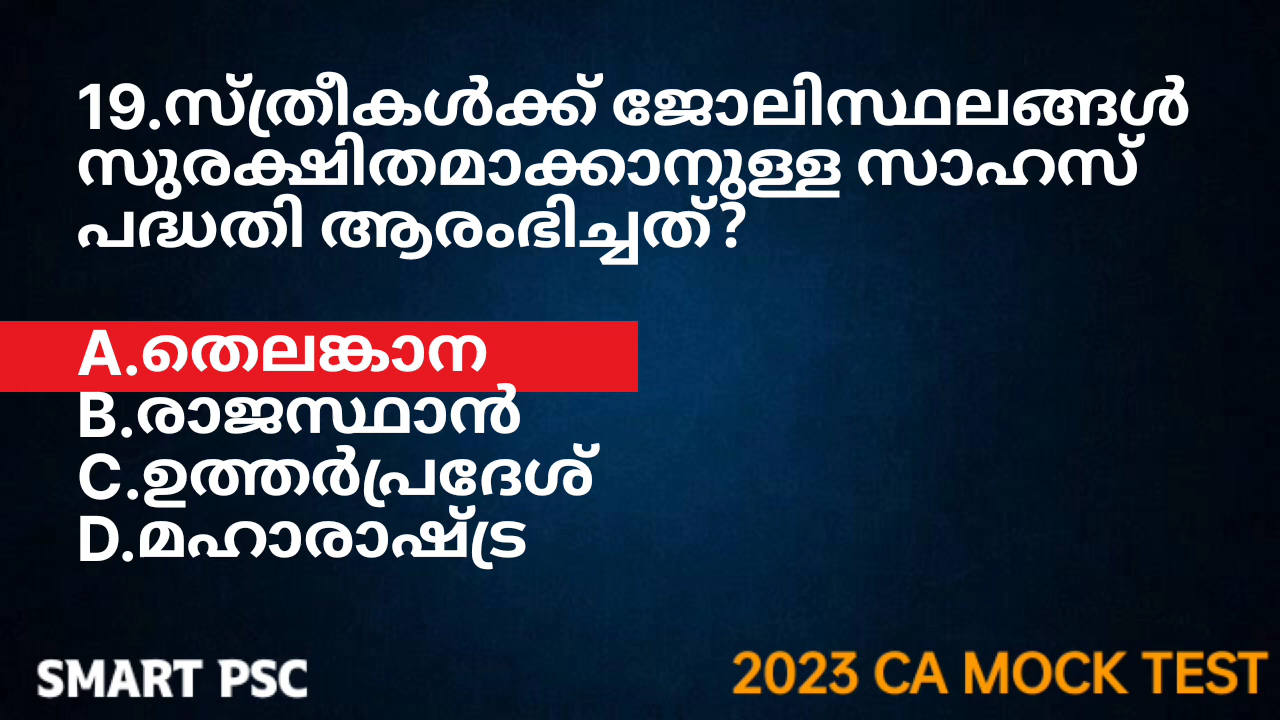 19.സ്ത്രീകൾക്ക് ജോലിസ്ഥലങ്ങൾ
സുരക്ഷിതമാക്കാനുള്ള സാഹസ്
പദ്ധതി ആരംഭിച്ചത്?
A.തെലങ്കാന
B.രാജസ്ഥാൻ
C.ഉത്തർപ്രദേശ്
D.മഹാരാഷ്ട്ര
SMART PSC
2023 CA MOCK TEST